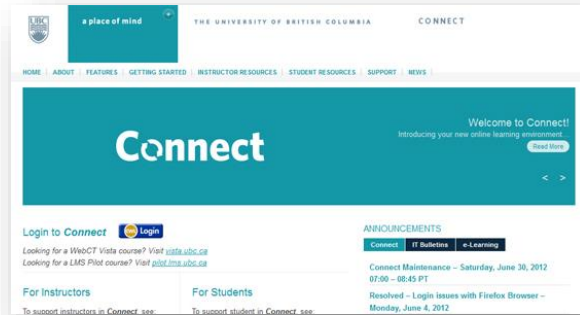 UBC
a place of mind
THE UNIVERSITY OF BRITISH COLUMBIA
CONNECT
HOME | ABOUT | FEATURES | GETTING STARTED | INSTRUCTOR RESOURCES | STUDENT RESOURCES | SUPPORT | NEWS
Connect
Welcome to Connect!
Introducing your new online learning environment...
Read More
< >
Login to Connect
Login
Looking for a WebCT Vista course? Visit vista.ubc.ca
Looking for a LMS Pilot course? Visit pilot.lms.ubc.ca
For Instructors
To support instructors in Connect, see:
For Students
To support student in Connect, see:
ANNOUNCEMENTS
Connect
IT Bulletins
e-Learning
Connect Maintenance – Saturday, June 30, 2012
07:00 – 08:45 PT
Resolved – Login issues with Firefox Browser –
Monday, June 4, 2012